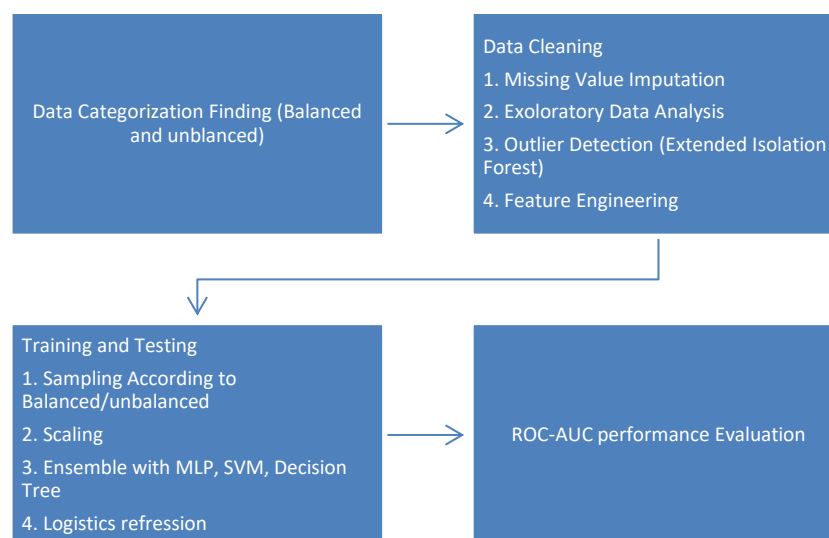 Data Categorization Finding (Balanced
and unblanced)
Data Cleaning
1. Missing Value Imputation
2. Exoloratory Data Analysis
3. Outlier Detection (Extended Isolation
Forest)
4. Feature Engineering
Training and Testing
1. Sampling According to
Balanced/unbalanced
2. Scaling
3. Ensemble with MLP, SVM, Decision
Tree
4. Logistics refression
ROC-AUC performance Evaluation